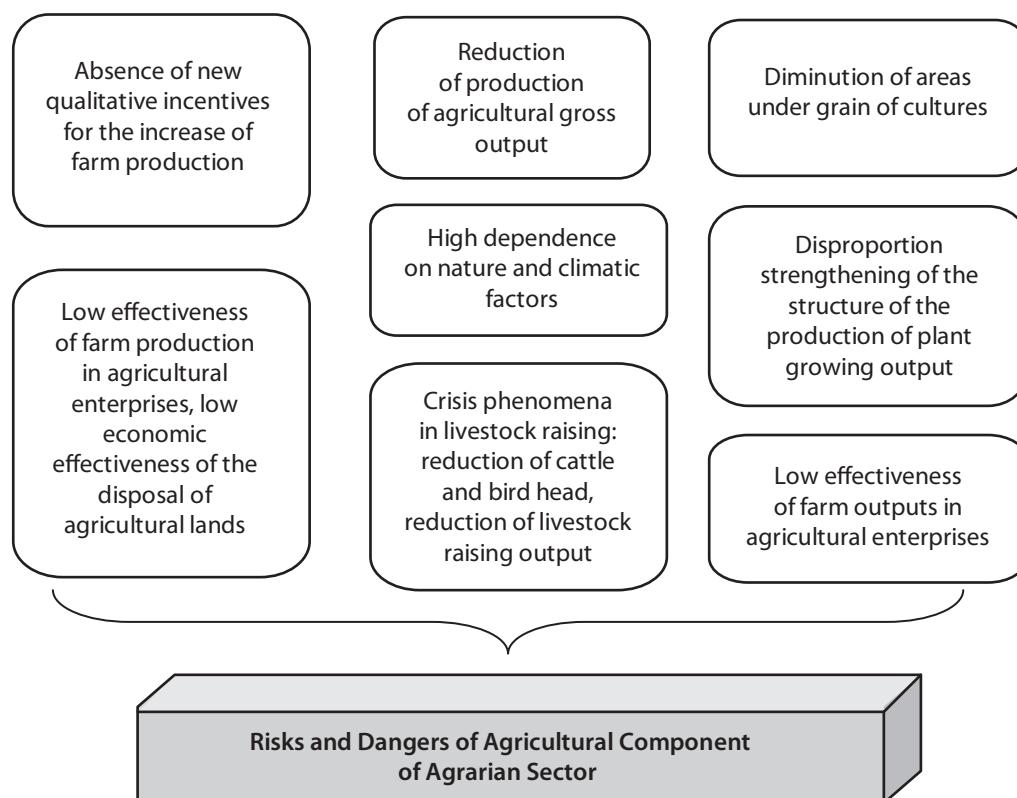 Absence of new
qualitative incentives
for the increase of
farm production
Low effectiveness
of farm production
in agricultural
enterprises, low
economic
effectiveness of the
disposal of
agricultural lands
Reduction
of production
of agricultural gross
output
High dependence
on nature and climatic
factors
Crisis phenomena
in livestock raising:
reduction of cattle
and bird head,
reduction of livestock
raising output
Diminution of areas
under grain of cultures
Disproportion
strengthening of the
structure of the
production of plant
growing output
Low effectiveness
of farm outputs in
agricultural enterprises
Risks and Dangers of Agricultural Component
of Agrarian Sector